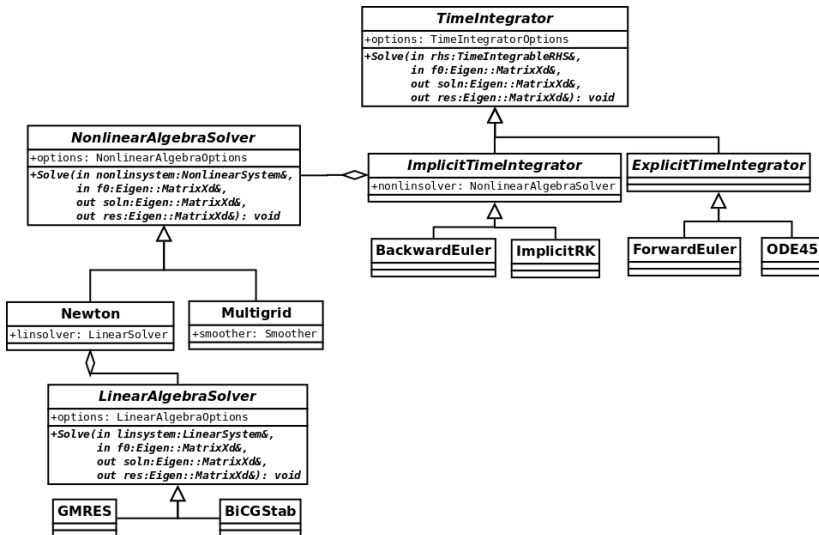 TimeIntegrator
+options: TimeIntegratorOptions
+Solve(in rhs:TimeIntegrableRHS&,
in f0:Eigen::MatrixXd&,
out soln:Eigen::MatrixXd&,
out res:Eigen::MatrixXd&): void
NonlinearAlgebraSolver
+options: NonlinearAlgebraOptions
+Solve(in nonlinsystem:NonlinearSystem&,
in f0:Eigen::MatrixXd&,
out soln:Eigen::MatrixXd&,
out res:Eigen::MatrixXd&): void
ImplicitTimeIntegrator
+nonlinsolver: NonlinearAlgebraSolver
ExplicitTimeIntegrator
BackwardEuler
ImplicitRK
ForwardEuler
ODE45
Newton
+linsolver: LinearSolver
Multigrid
+smoother: Smoother
LinearAlgebraSolver
+options: LinearAlgebraOptions
+Solve(in linsystem:LinearSystem&,
in f0:Eigen::MatrixXd&,
out soln:Eigen::MatrixXd&,
out res:Eigen::MatrixXd&): void
GMRES
BiCGStab